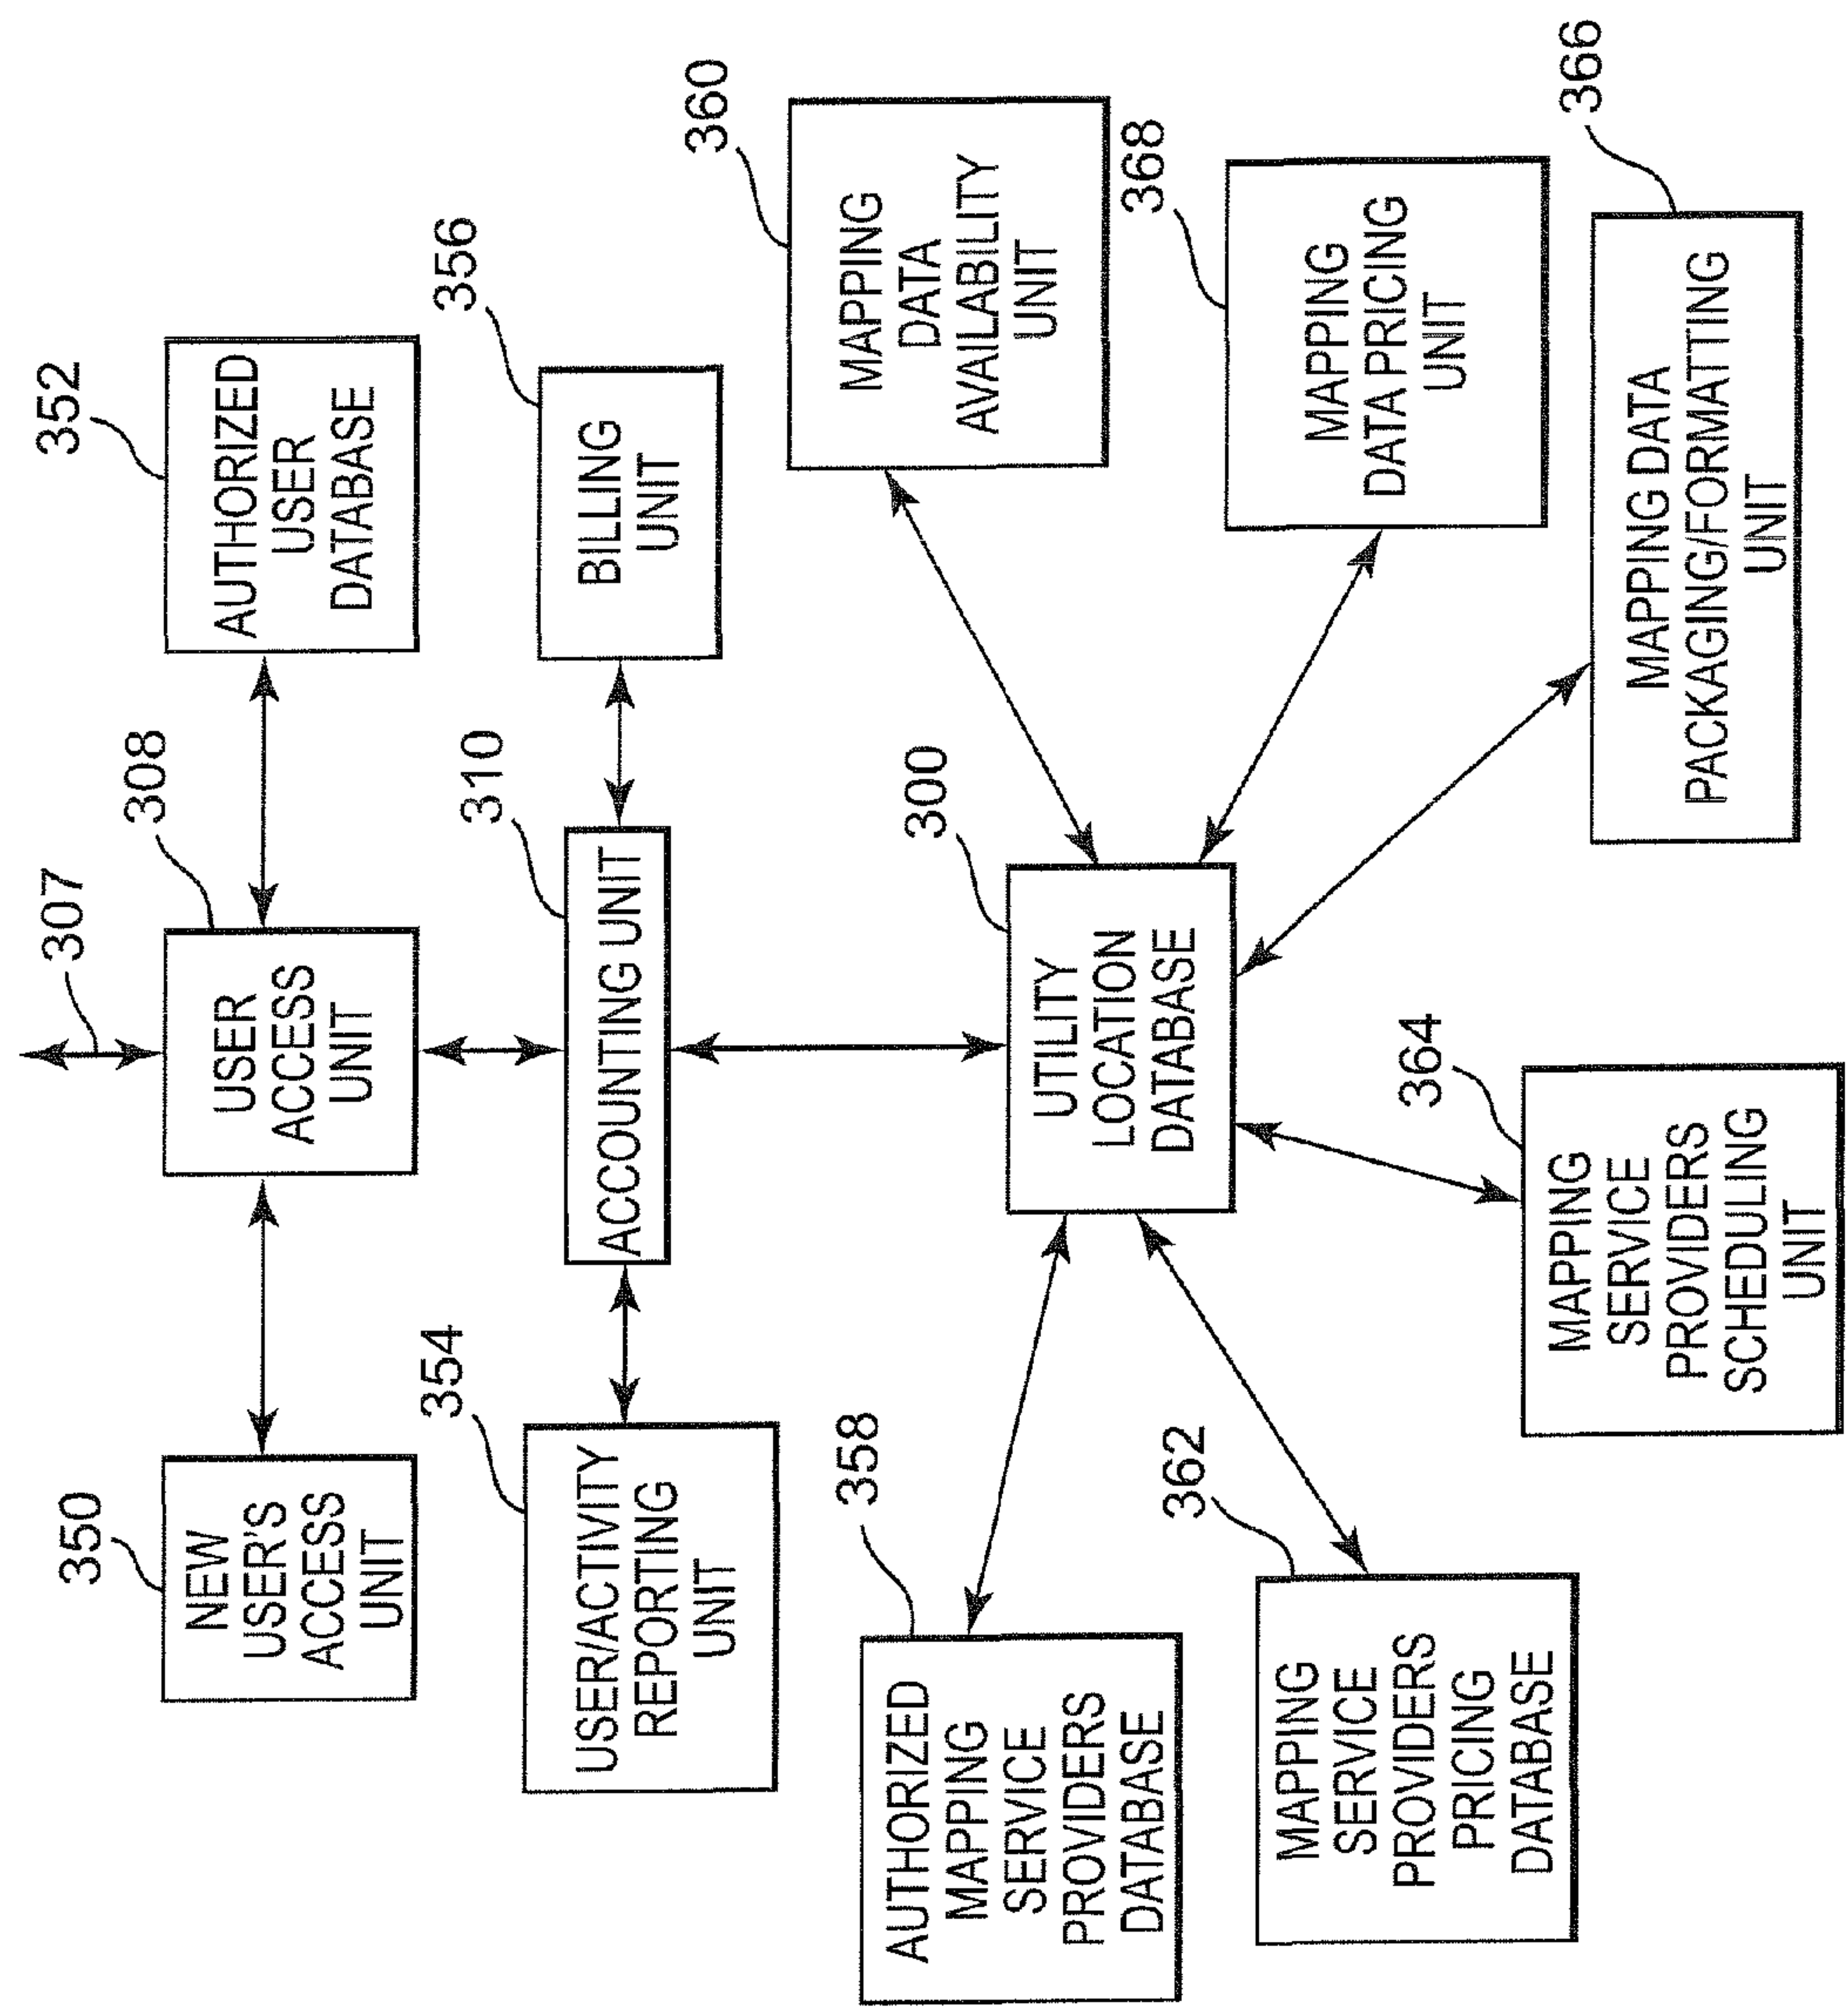 307
308
350
NEW
USER'S
ACCESS
UNIT
USER
ACCESS
UNIT
352
AUTHORIZED
USER
DATABASE
354
USER/ACTIVITY
REPORTING
UNIT
310
ACCOUNTING UNIT
356
BILLING
UNIT
300
UTILITY
LOCATION
DATABASE
358
AUTHORIZED
MAPPING
SERVICE
PROVIDERS
DATABASE
362
MAPPING
SERVICE
PROVIDERS
PRICING
DATABASE
364
MAPPING
SERVICE
PROVIDERS
SCHEDULING
UNIT
360
MAPPING
DATA
AVAILABILITY
UNIT
368
MAPPING
DATA PRICING
UNIT
366
MAPPING DATA
PACKAGING/FORMATTING
UNIT